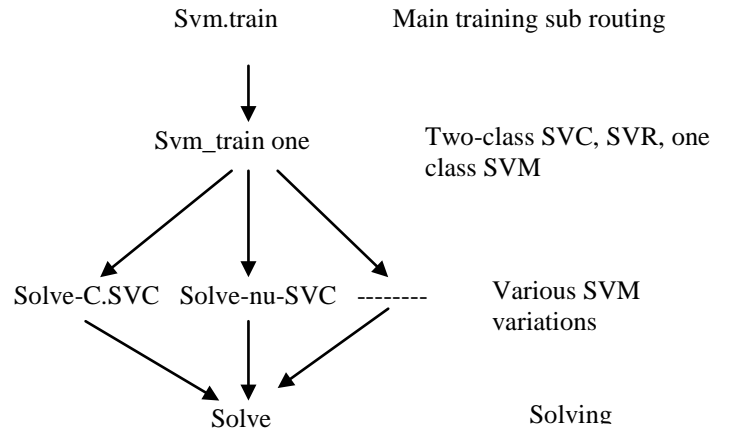 Svm.train Main training sub routing
Svm_train one Two-class SVC, SVR, one
class SVM
Solve-C.SVC Solve-nu-SVC -------- Various SVM
variations
Solve Solving